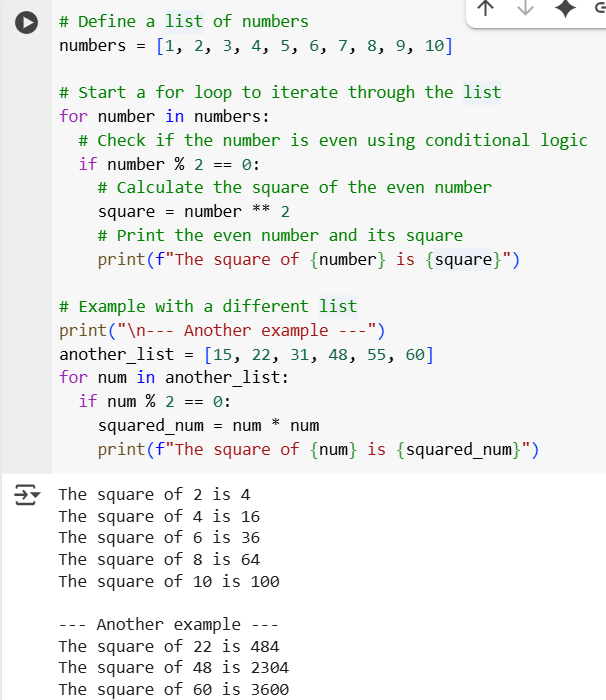 # Define a list of numbers
numbers = [1, 2, 3, 4, 5, 6, 7, 8, 9, 10]

# Start a for loop to iterate through the list
for number in numbers:
  # Check if the number is even using conditional logic
  if number % 2 == 0:
    # Calculate the square of the even number
    square = number ** 2
    # Print the even number and its square
    print(f"The square of {number} is {square}")

# Example with a different list
print("\n--- Another example ---")
another_list = [15, 22, 31, 48, 55, 60]
for num in another_list:
  if num % 2 == 0:
    squared_num = num * num
    print(f"The square of {num} is {squared_num}")

The square of 2 is 4
The square of 4 is 16
The square of 6 is 36
The square of 8 is 64
The square of 10 is 100

--- Another example ---
The square of 22 is 484
The square of 48 is 2304
The square of 60 is 3600